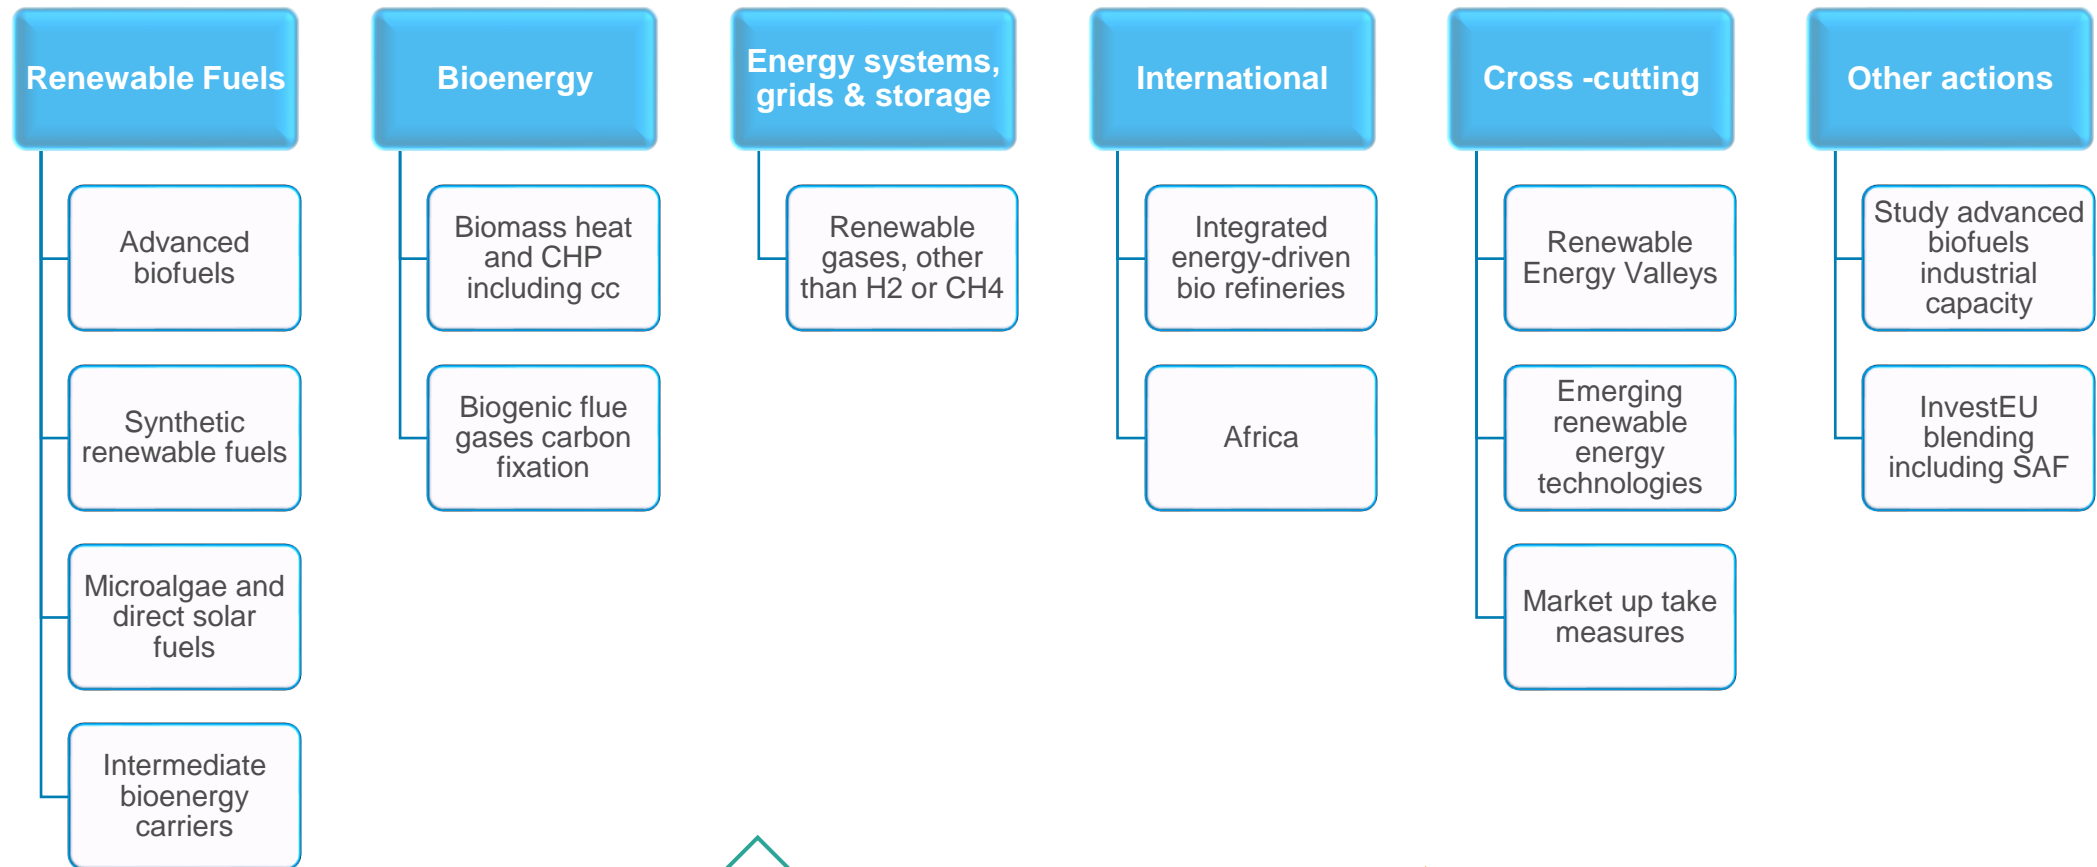 Renewable Fuels
Advanced
biofuels
Synthetic
renewable fuels
Microalgae and
direct solar
fuels
Intermediate
bioenergy
carriers
Bioenergy
Biomass heat
and CHP
including cc
Biogenic flue
gases carbon
fixation
Energy systems,
grids & storage
Renewable
gases, other
than H2 or CH4
International
Integrated
energy-driven
bio refineries
Africa
Cross -cutting
Renewable
Energy Valleys
Emerging
renewable
energy
technologies
Market up take
measures
Other actions
Study advanced
biofuels
industrial
capacity
InvestEU
blending
including SAF